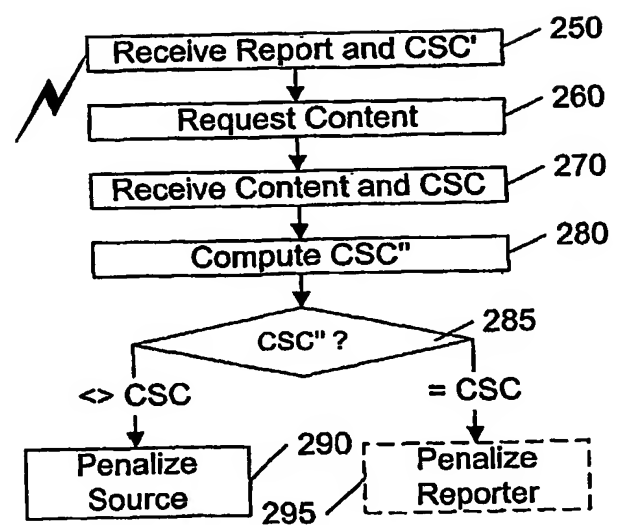 Receive Report and CSC' 250
Request Content 260
Receive Content and CSC 270
Compute CSC" 280
CSC" ? 285
<> CSC
= CSC
Penalize
Source
290
Penalize
Reporter
295